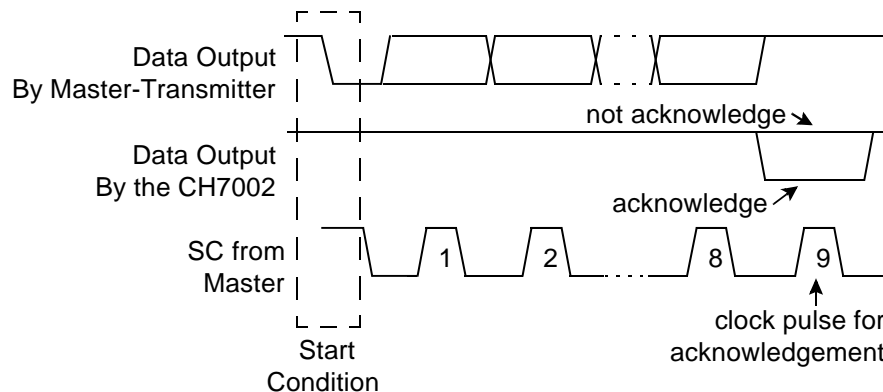 Data Output
By Master-Transmitter
not acknowledge
Data Output
By the CH7002
acknowledge
SC from
Master
1
2
8
9
clock pulse for
acknowledgement
Start
Condition